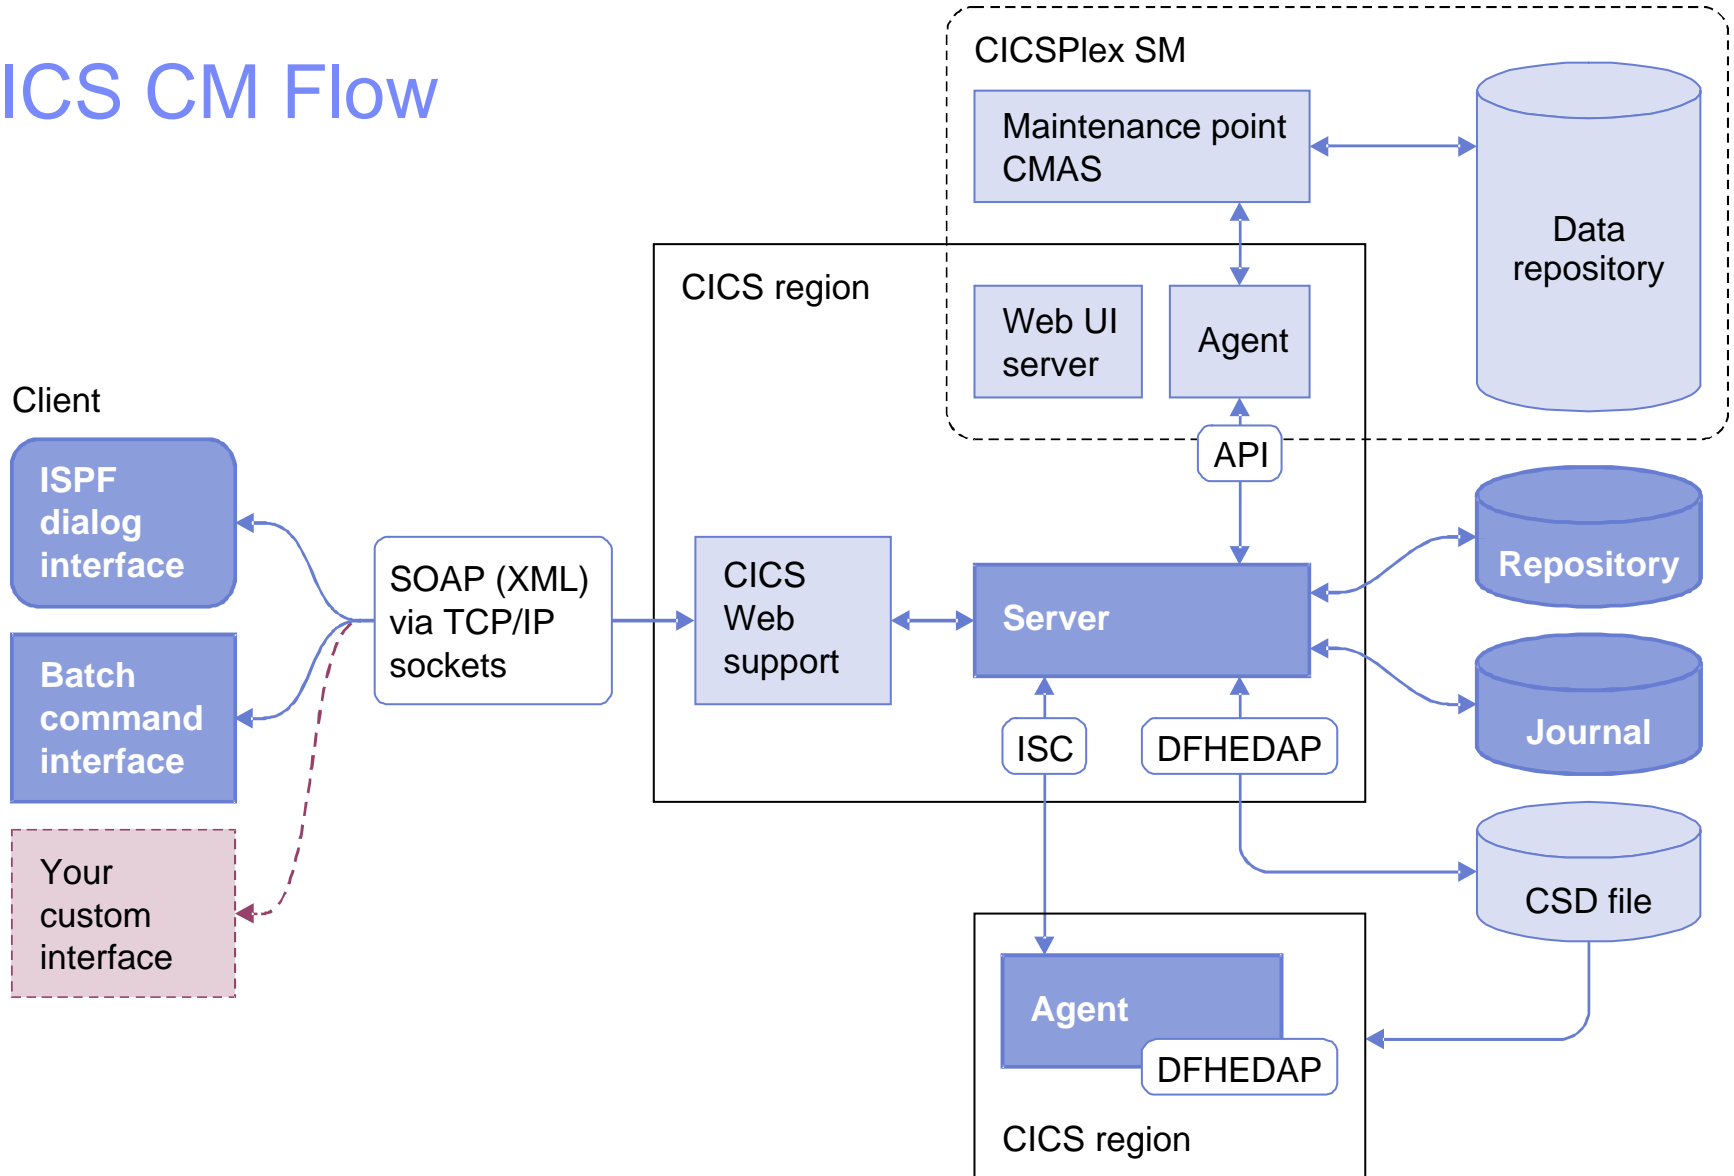 ICS CM Flow
CICSPlex SM
Maintenance point
CMAS
Data
repository
CICS region
Web UI
server
Agent
API
Client
ISPF
dialog
interface
Batch
command
interface
Your
custom
interface
SOAP (XML)
via TCP/IP
sockets
CICS
Web
support
Server
ISC
DFHEDAP
Repository
Journal
CSD file
Agent
DFHEDAP
CICS region